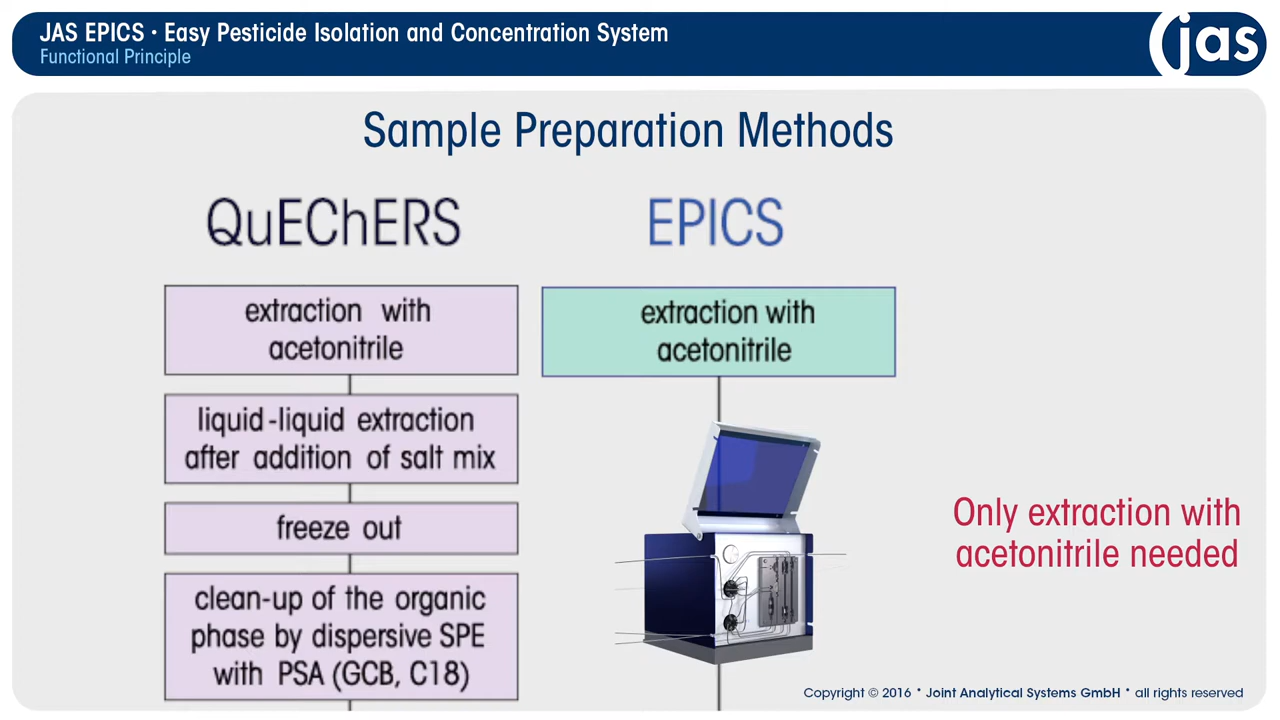 JAS EPICS · Easy Pesticide Isolation and Concentration System
Functional Principle
jas
Sample Preparation Methods
QuEChERS
extraction with
acetonitrile
liquid-liquid extraction
after addition of salt mix
freeze out
clean-up of the organic
phase by dispersive SPE
with PSA (GCB, C18)
EPICS
extraction with
acetonitrile
Only extraction with
acetonitrile needed
Copyright © 2016 * Joint Analytical Systems GmbH * all rights reserved